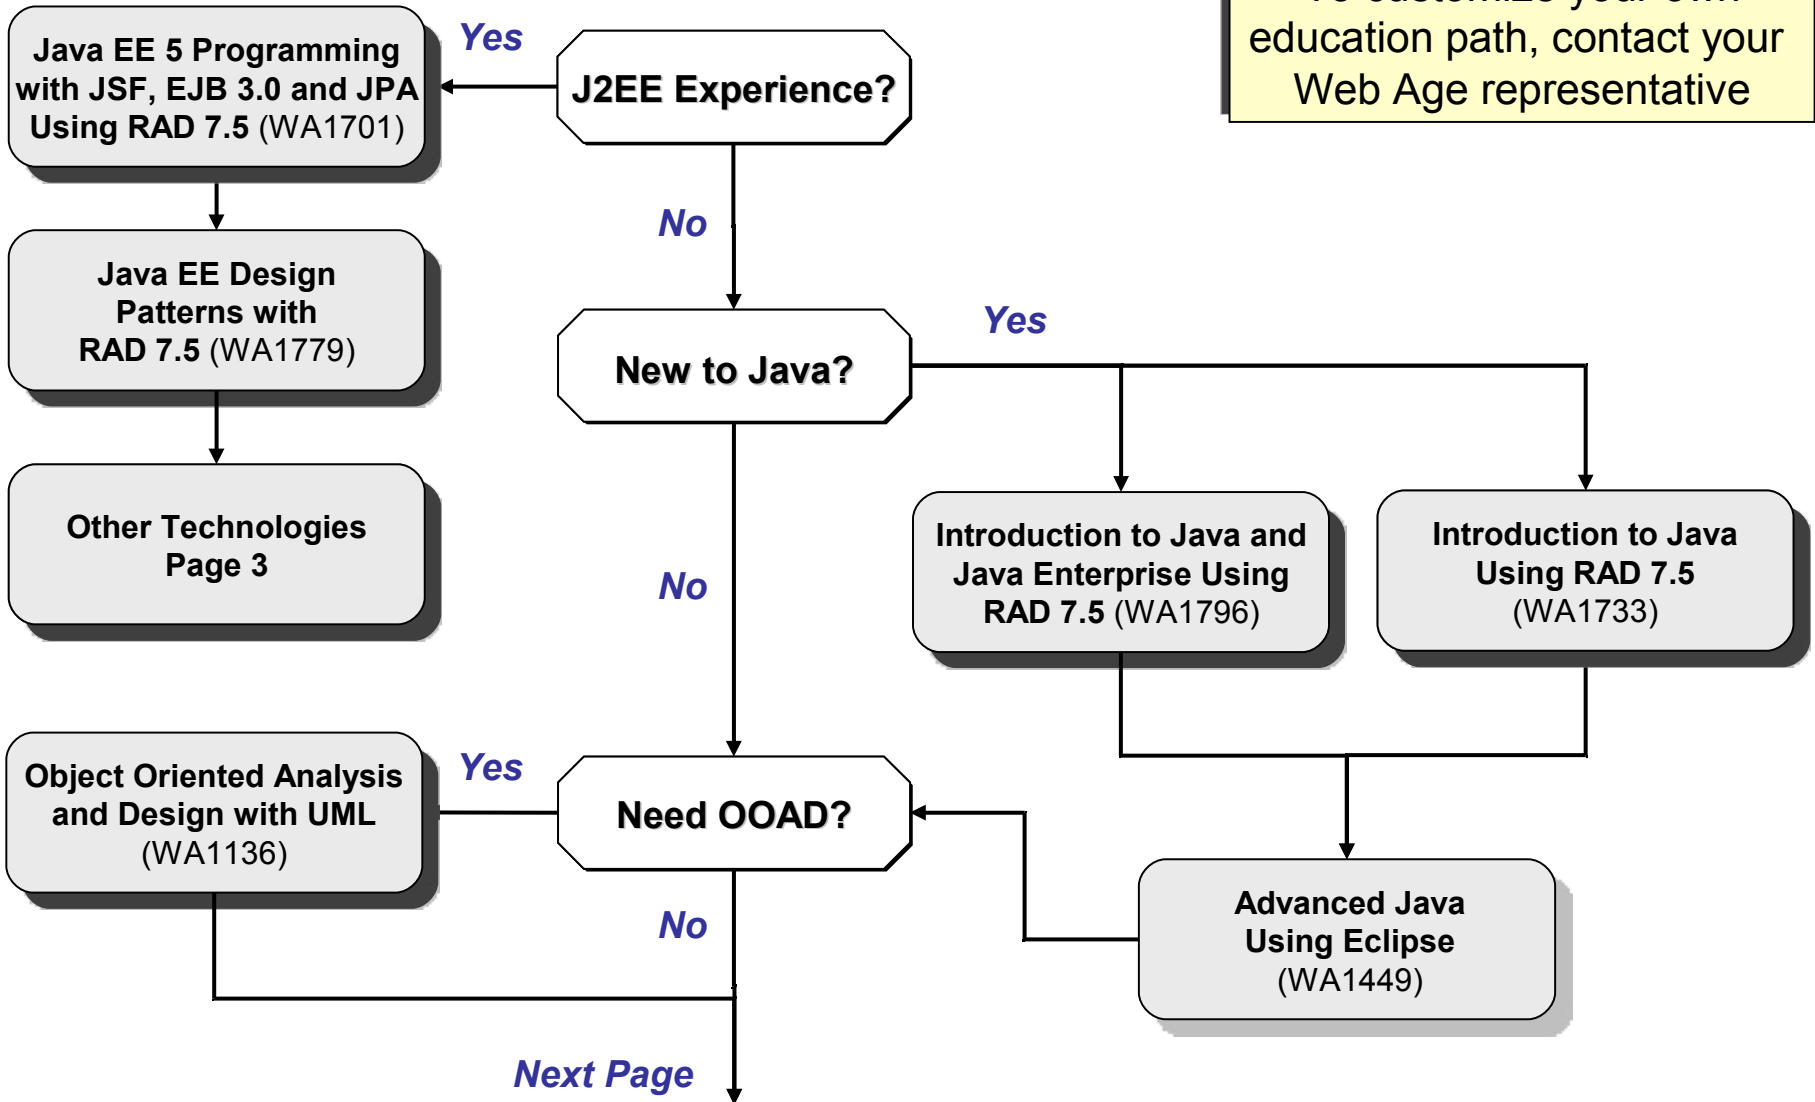 To customize your own
education path, contact your
Web Age representative
Java EE 5 Programming
with JSF, EJB 3.0 and JPA
Using RAD 7.5 (WA1701)
Yes
J2EE Experience?
No
Java EE Design
Patterns with
RAD 7.5 (WA1779)
New to Java?
Yes
Other Technologies
Page 3
No
Introduction to Java and
Java Enterprise Using
RAD 7.5 (WA1796)
Introduction to Java
Using RAD 7.5
(WA1733)
Object Oriented Analysis
and Design with UML
(WA1136)
Yes
Need OOAD?
No
Advanced Java
Using Eclipse
(WA1449)
Next Page